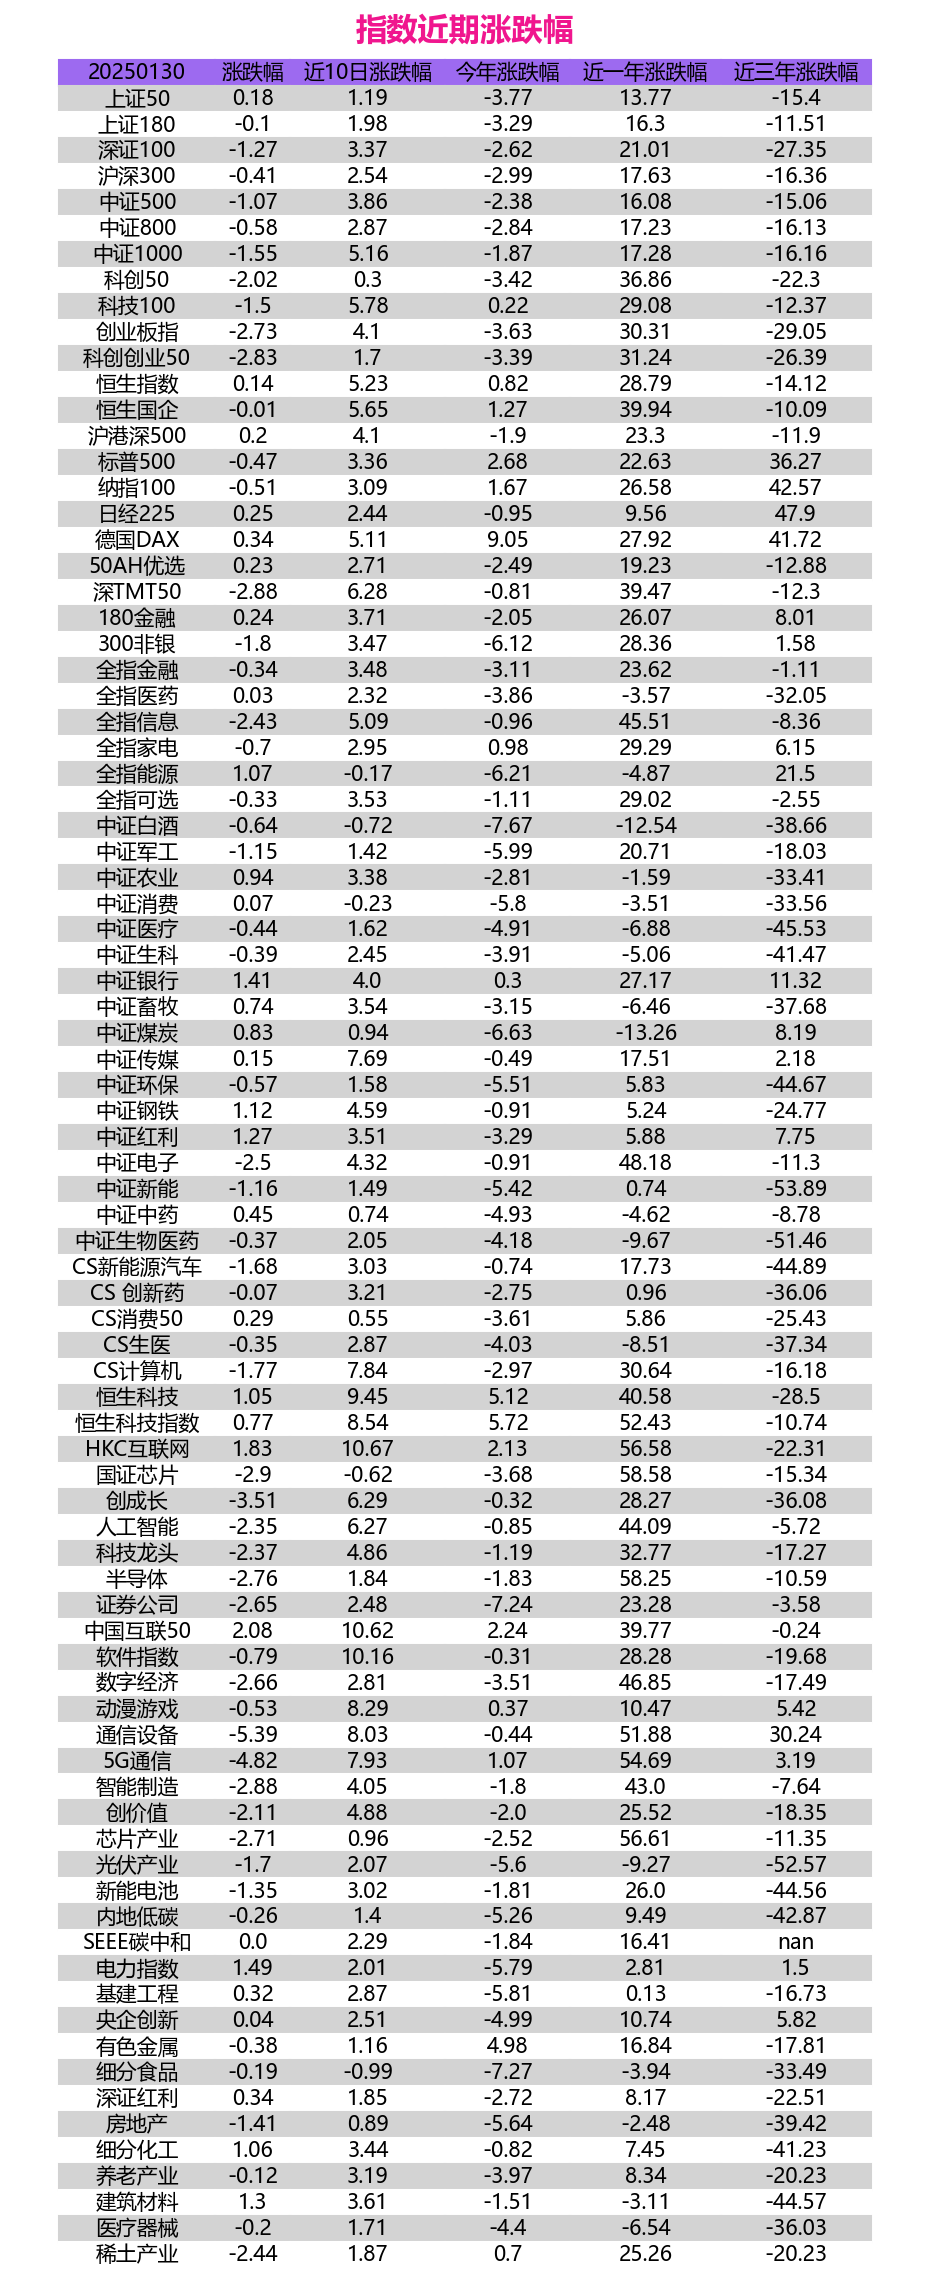 指数近期涨跌幅
20250130 涨跌幅 近10日涨跌幅 今年涨跌幅 近一年涨跌幅 近三年涨跌幅
上证50 0.18 1.19 -3.77 13.77 -15.4
上证180 -0.1 1.98 -3.29 16.3 -11.51
深证100 -1.27 3.37 -2.62 21.01 -27.35
沪深300 -0.41 2.54 -2.99 17.63 -16.36
中证500 -1.07 3.86 -2.38 16.08 -15.06
中证800 -0.58 2.87 -2.84 17.23 -16.13
中证1000 -1.55 5.16 -1.87 17.28 -16.16
科创50 -2.02 0.3 -3.42 36.86 -22.3
科技100 -1.5 5.78 0.22 29.08 -12.37
创业板指 -2.73 4.1 -3.63 30.31 -29.05
科创创业50 -2.83 1.7 -3.39 31.24 -26.39
恒生指数 0.14 5.23 0.82 28.79 -14.12
恒生国企 -0.01 5.65 1.27 39.94 -10.09
沪港深500 0.2 4.1 -1.9 23.3 -11.9
标普500 -0.47 3.36 2.68 22.63 36.27
纳指100 -0.51 3.09 1.67 26.58 42.57
日经225 0.25 2.44 -0.95 9.56 47.9
德国DAX 0.34 5.11 9.05 27.92 41.72
50AH优选 0.23 2.71 -2.49 19.23 -12.88
深TMT50 -2.88 6.28 -0.81 39.47 -12.3
180金融 0.24 3.71 -2.05 26.07 8.01
300非银 -1.8 3.47 -6.12 28.36 1.58
全指金融 -0.34 3.48 -3.11 23.62 -1.11
全指医药 0.03 2.32 -3.86 -3.57 -32.05
全指信息 -2.43 5.09 -0.96 45.51 -8.36
全指家电 -0.7 2.95 0.98 29.29 6.15
全指能源 1.07 -0.17 -6.21 -4.87 21.5
全指可选 -0.33 3.53 -1.11 29.02 -2.55
中证白酒 -0.64 -0.72 -7.67 -12.54 -38.66
中证军工 -1.15 1.42 -5.99 20.71 -18.03
中证农业 0.94 3.38 -2.81 -1.59 -33.41
中证消费 0.07 -0.23 -5.8 -3.51 -33.56
中证医疗 -0.44 1.62 -4.91 -6.88 -45.53
中证生科 -0.39 2.45 -3.91 -5.06 -41.47
中证银行 1.41 4.0 0.3 27.17 11.32
中证畜牧 0.74 3.54 -3.15 -6.46 -37.68
中证煤炭 0.83 0.94 -6.63 -13.26 8.19
中证传媒 0.15 7.69 -0.49 17.51 2.18
中证环保 -0.57 1.58 -5.51 5.83 -44.67
中证钢铁 1.12 4.59 -0.91 5.24 -24.77
中证红利 1.27 3.51 -3.29 5.88 7.75
中证电子 -2.5 4.32 -0.91 48.18 -11.3
中证新能 -1.16 1.49 -5.42 0.74 -53.89
中证中药 0.45 0.74 -4.93 -4.62 -8.78
中证生物医药 -0.37 2.05 -4.18 -9.67 -51.46
CS新能源汽车 -1.68 3.03 -0.74 17.73 -44.89
CS 创新药 -0.07 3.21 -2.75 0.96 -36.06
CS消费50 0.29 0.55 -3.61 5.86 -25.43
CS生医 -0.35 2.87 -4.03 -8.51 -37.34
CS计算机 -1.77 7.84 -2.97 30.64 -16.18
恒生科技 1.05 9.45 5.12 40.58 -28.5
恒生科技指数 0.77 8.54 5.72 52.43 -10.74
HKC互联网 1.83 10.67 2.13 56.58 -22.31
国证芯片 -2.9 -0.62 -3.68 58.58 -15.34
创成长 -3.51 6.29 -0.32 28.27 -36.08
人工智能 -2.35 6.27 -0.85 44.09 -5.72
科技龙头 -2.37 4.86 -1.19 32.77 -17.27
半导体 -2.76 1.84 -1.83 58.25 -10.59
证券公司 -2.65 2.48 -7.24 23.28 -3.58
中国互联50 2.08 10.62 2.24 39.77 -0.24
软件指数 -0.79 10.16 -0.31 28.28 -19.68
数字经济 -2.66 2.81 -3.51 46.85 -17.49
动漫游戏 -0.53 8.29 0.37 10.47 5.42
通信设备 -5.39 8.03 -0.44 51.88 30.24
5G通信 -4.82 7.93 1.07 54.69 3.19
智能制造 -2.88 4.05 -1.8 43.0 -7.64
创价值 -2.11 4.88 -2.0 25.52 -18.35
芯片产业 -2.71 0.96 -2.52 56.61 -11.35
光伏产业 -1.7 2.07 -5.6 -9.27 -52.57
新能电池 -1.35 3.02 -1.81 26.0 -44.56
内地低碳 -0.26 1.4 -5.26 9.49 -42.87
SEEE碳中和 0.0 2.29 -1.84 16.41 nan
电力指数 1.49 2.01 -5.79 2.81 1.5
基建工程 0.32 2.87 -5.81 0.13 -16.73
央企创新 0.04 2.51 -4.99 10.74 5.82
有色金属 -0.38 1.16 4.98 16.84 -17.81
细分食品 -0.19 -0.99 -7.27 -3.94 -33.49
深证红利 0.34 1.85 -2.72 8.17 -22.51
房地产 -1.41 0.89 -5.64 -2.48 -39.42
细分化工 1.06 3.44 -0.82 7.45 -41.23
养老产业 -0.12 3.19 -3.97 8.34 -20.23
建筑材料 1.3 3.61 -1.51 -3.11 -44.57
医疗器械 -0.2 1.71 -4.4 -6.54 -36.03
稀土产业 -2.44 1.87 0.7 25.26 -20.23